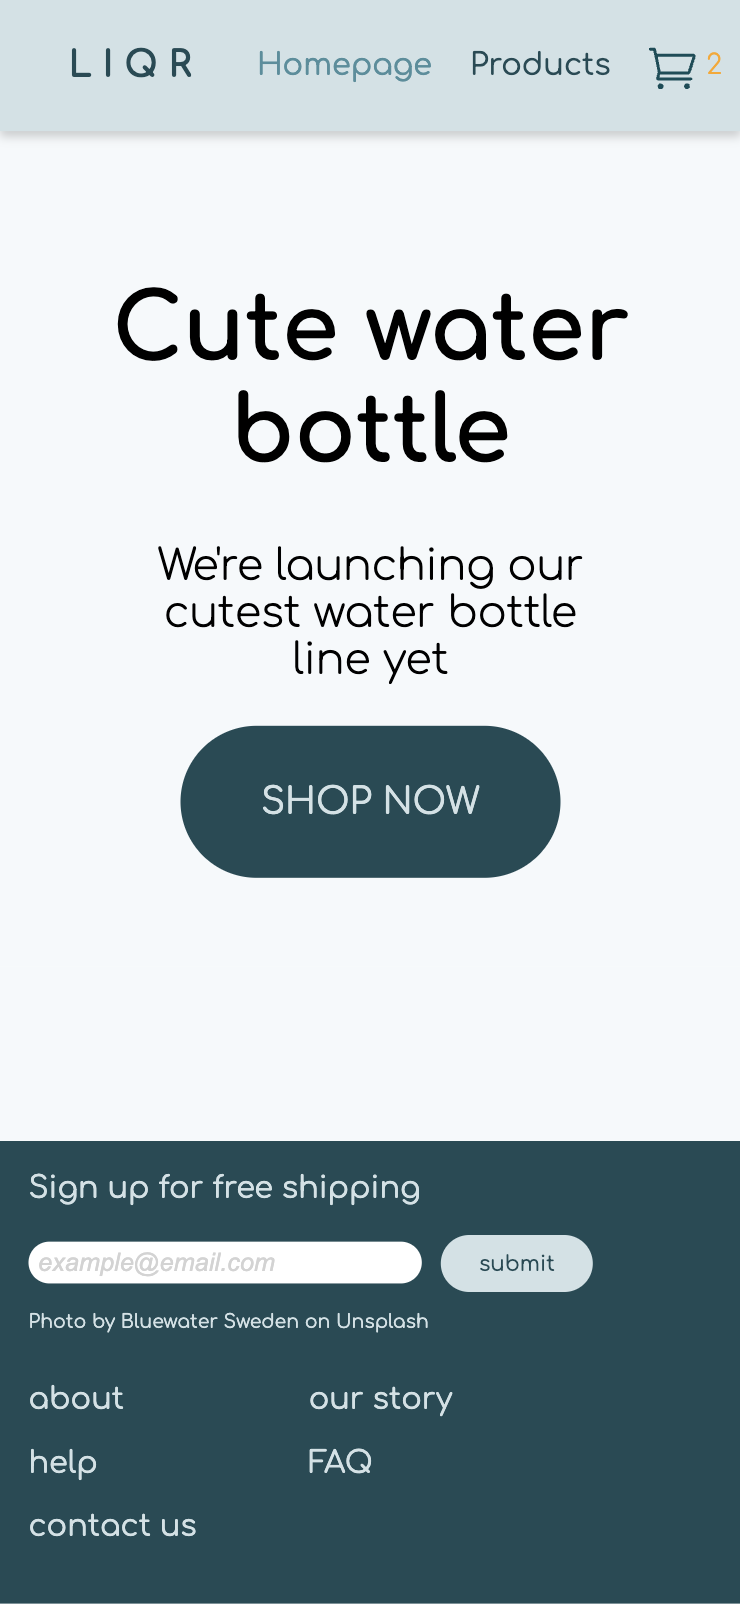 LIQR Homepage Products 2
Cute water
bottle
We're launching our
cutest water bottle
line yet
SHOP NOW
Sign up for free shipping
example@email.com submit
Photo by Bluewater Sweden on Unsplash
about our story
help FAQ
contact us